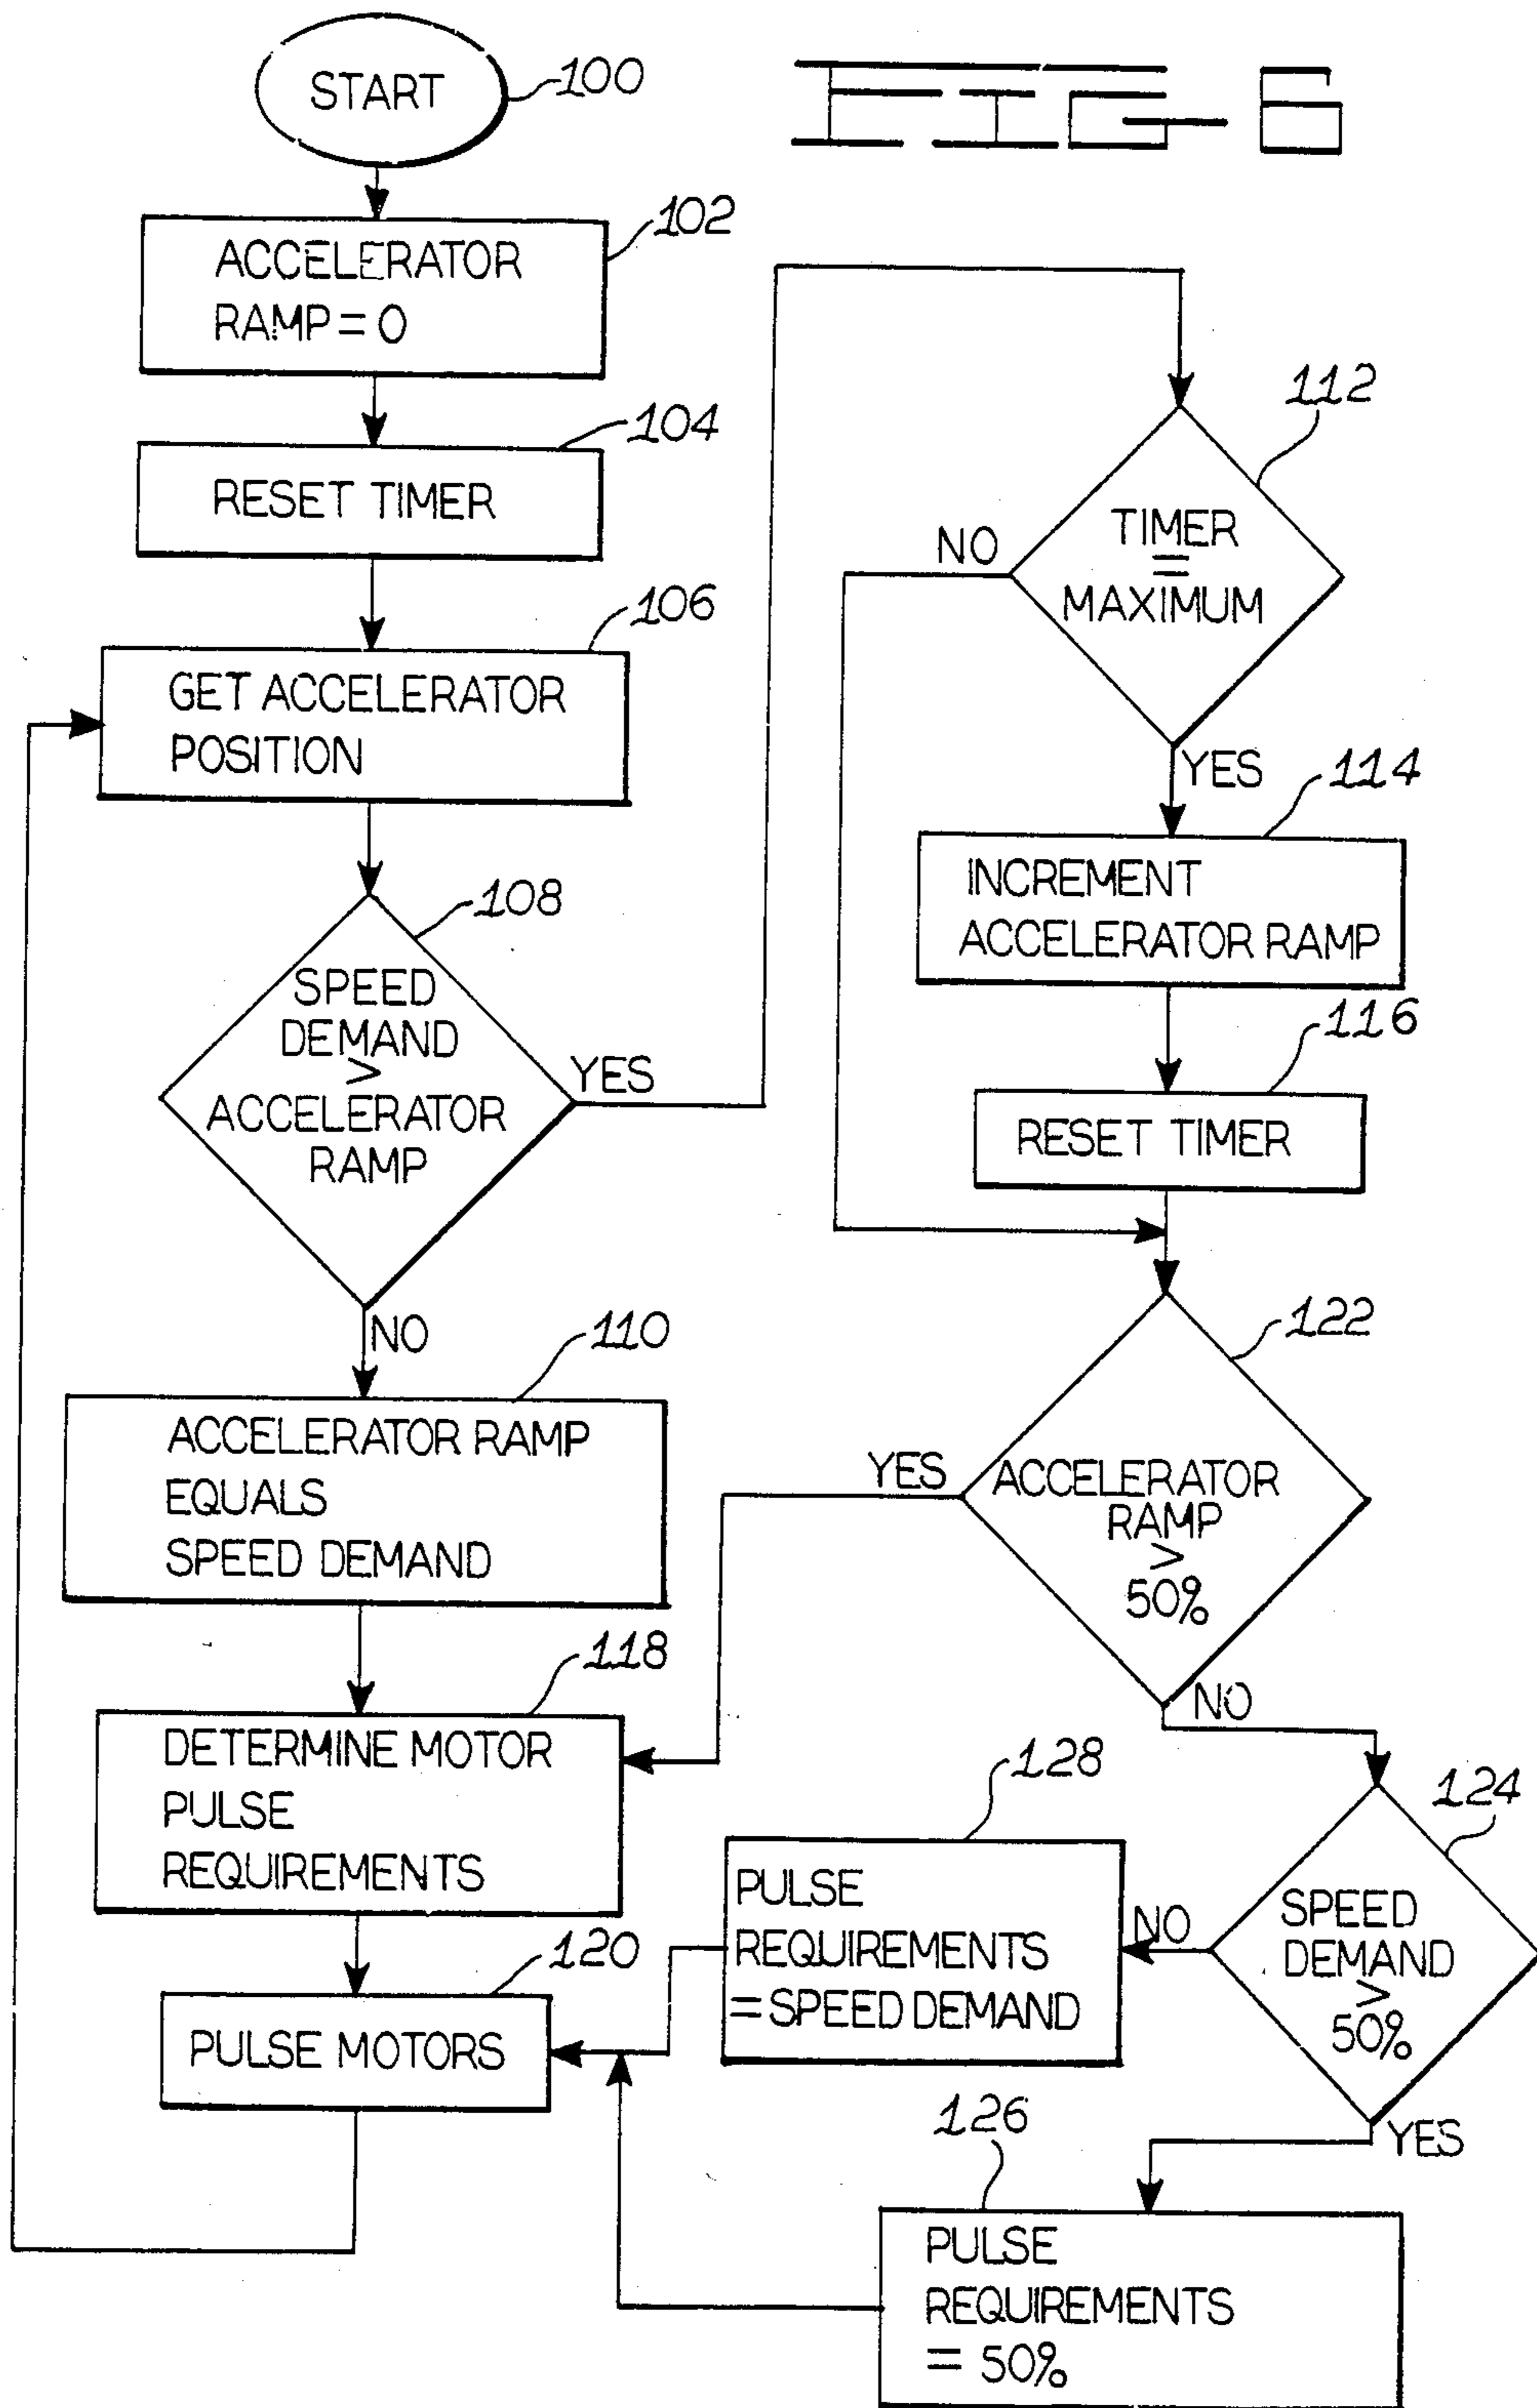 START
100
FIG-6
ACCELERATOR
RAMP = 0
102
RESET TIMER
104
GET ACCELERATOR
POSITION
106
SPEED
DEMAND
>
ACCELERATOR
RAMP
108
YES
NO
ACCELERATOR RAMP
EQUALS
SPEED DEMAND
110
DETERMINE MOTOR
PULSE
REQUIREMENTS
118
PULSE MOTORS
120
TIMER
=
MAXIMUM
112
NO
YES
INCREMENT
ACCELERATOR RAMP
114
RESET TIMER
116
ACCELERATOR
RAMP
>
50%
122
YES
NO
SPEED
DEMAND
>
50%
124
NO
YES
PULSE
REQUIREMENTS
= SPEED DEMAND
128
PULSE
REQUIREMENTS
= 50%
126